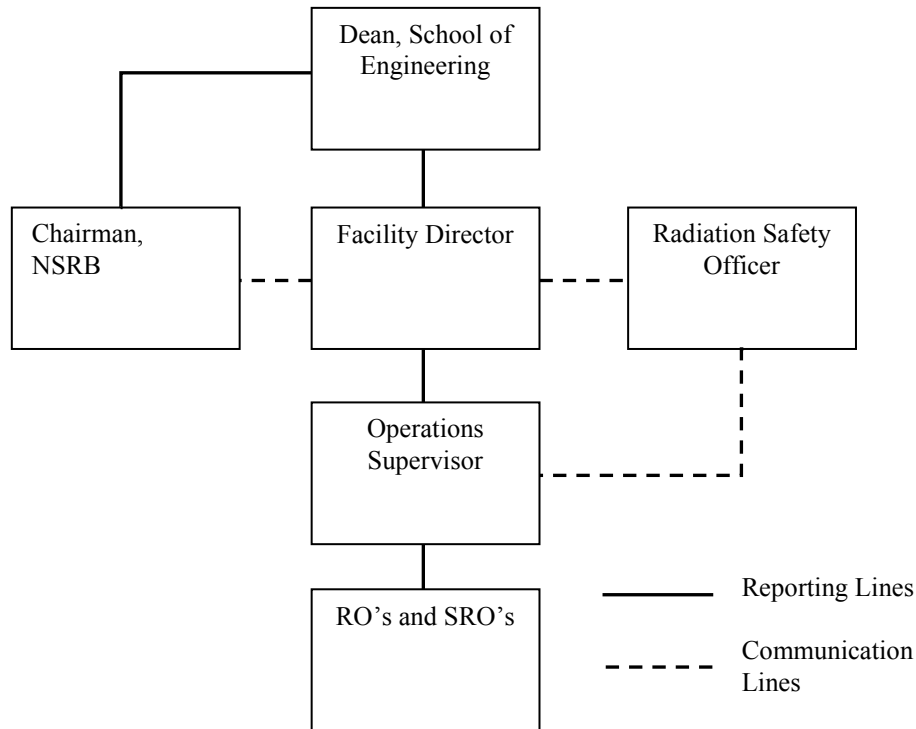 Dean, School of
Engineering
Chairman,
NSRB
Facility Director
Radiation Safety
Officer
Operations
Supervisor
RO’s and SRO’s
Reporting Lines
Communication
Lines